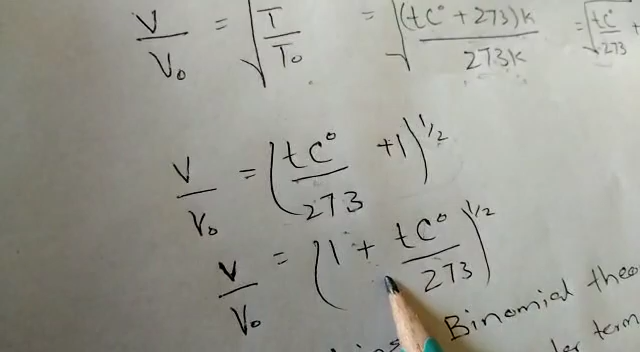 V/V₀ = √(T/T₀) = √((tC° + 273)K/273K) = √(tC°/273 +
V/V₀ = (tC°/273 + 1)^1/2
V/V₀ = (1 + tC°/273)^1/2
Binomial
term